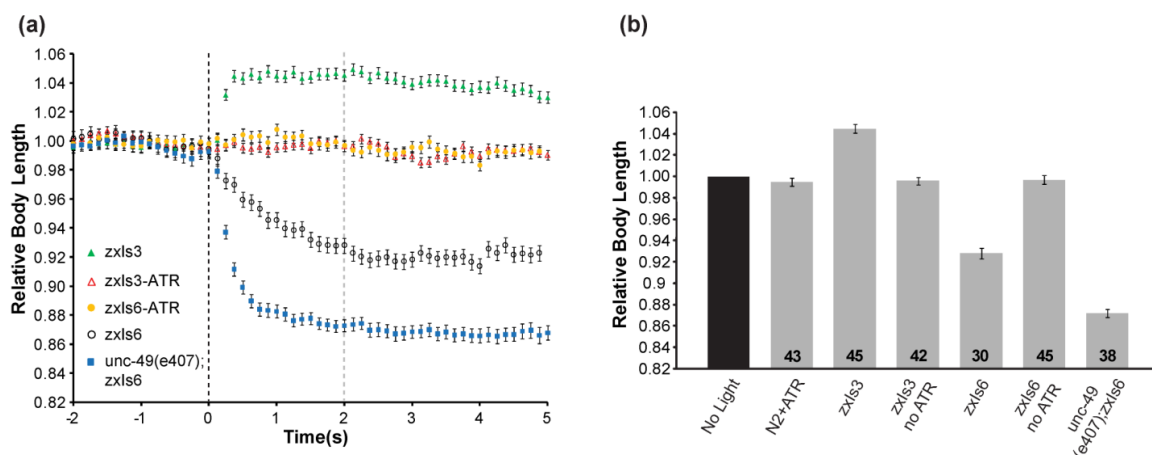 (a)
Relative Body Length
1.06
1.04
1.02
1.00
0.98
0.96
0.94
0.92
0.90
0.88
0.86
0.84
0.82
zxIs3
zxIs3-ATR
zxIs6-ATR
zxIs6
unc-49(e407);
zxIs6
-2
-1
0
1
2
3
4
5
Time(s)
(b)
Relative Body Length
1.06
1.04
1.00
0.98
0.96
0.94
0.92
0.9
0.88
0.86
0.84
0.82
43
45
42
30
45
38
No Light
N2+ATR
zxIs3
zxIs3
no ATR
zxIs6
zxIs6
no ATR
unc-49
(e407);zxIs6